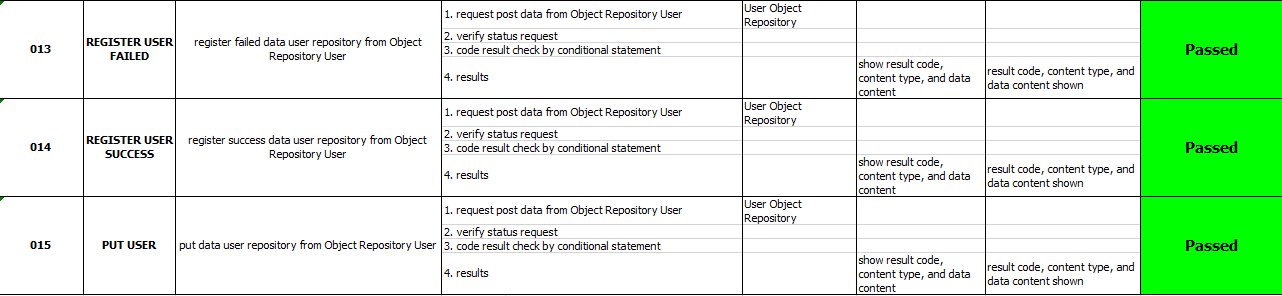 013
REGISTER USER
FAILED
register failed data user repository from Object
Repository User
1. request post data from Object Repository User
User Object
Repository
2. verify status request
3. code result check by conditional statement
4. results
show result code,
content type, and data
content
result code, content type, and
data content shown
Passed
014
REGISTER USER
SUCCESS
register success data user repository from Object
Repository User
1. request post data from Object Repository User
User Object
Repository
2. verify status request
3. code result check by conditional statement
4. results
show result code,
content type, and data
content
result code, content type, and
data content shown
Passed
015
PUT USER
put data user repository from Object Repository User
1. request post data from Object Repository User
User Object
Repository
2. verify status request
3. code result check by conditional statement
4. results
show result code,
content type, and data
content
result code, content type, and
data content shown
Passed